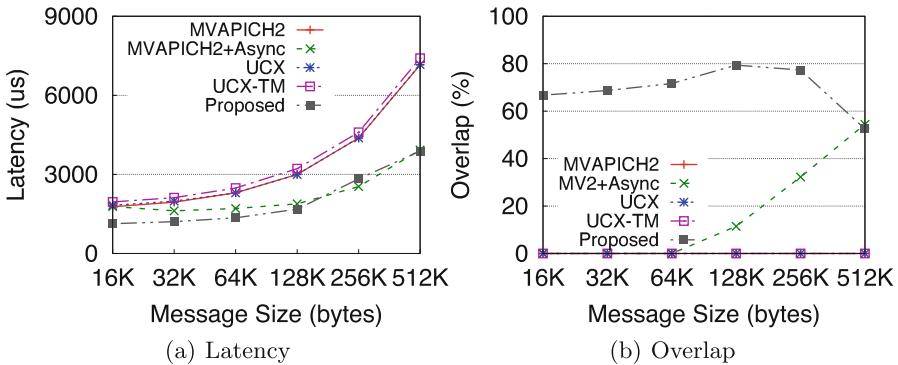 9000
6000
3000
0
Latency (us)
MVAPICH2
MVAPICH2+Async
UCX
UCX-TM
Proposed
16K 32K 64K 128K 256K 512K
Message Size (bytes)
(a) Latency
100
80
60
40
20
0
Overlap (%)
MVAPICH2
MV2+Async
UCX
UCX-TM
Proposed
16K 32K 64K 128K 256K 512K
Message Size (bytes)
(b) Overlap